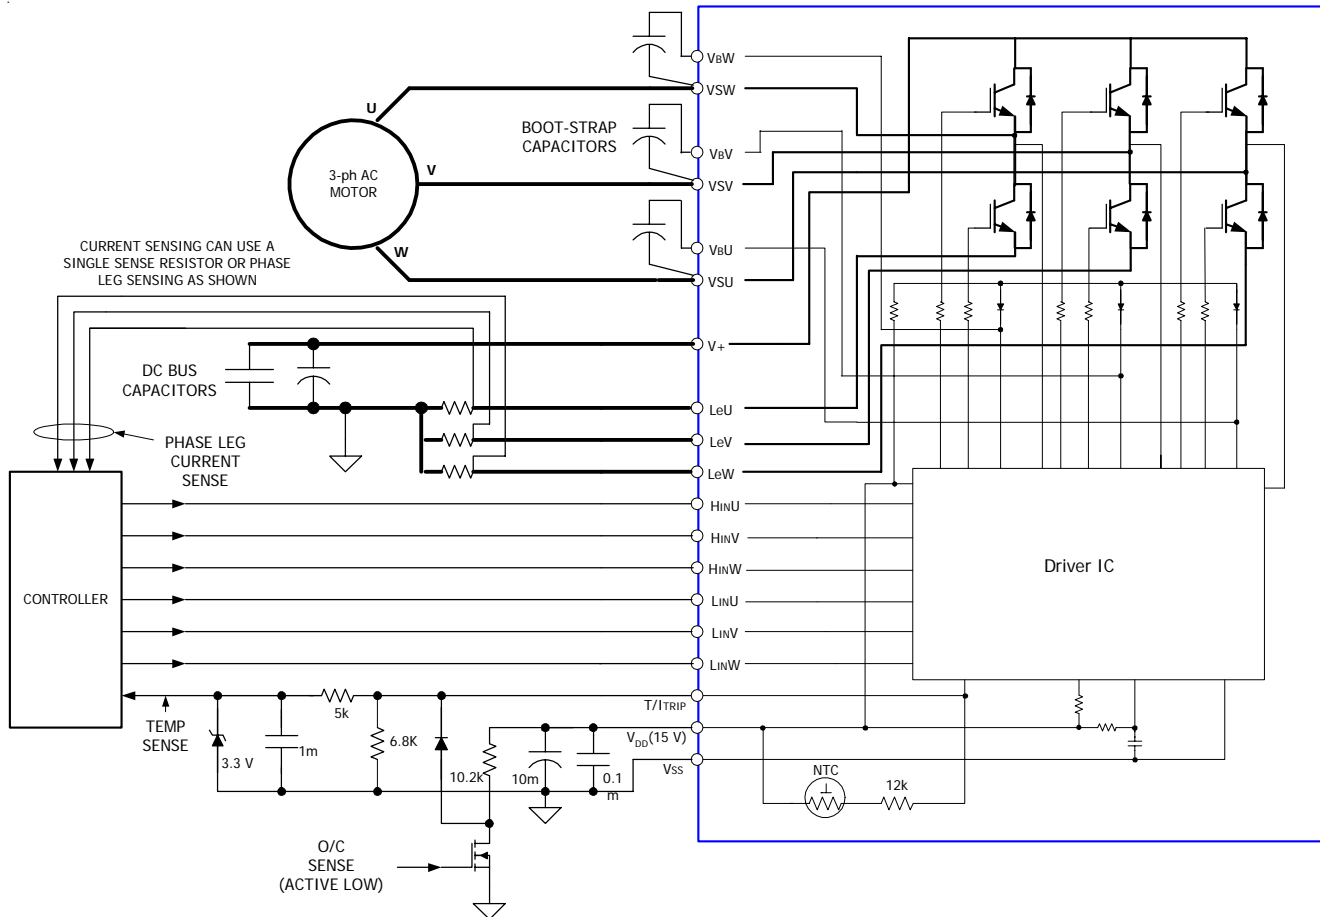 VBW
VSW
U
BOOT-STRAP
CAPACITORS
VBV
V
3-ph AC
MOTOR
VSV
W
VBU
CURRENT SENSING CAN USE A
SINGLE SENSE RESISTOR OR PHASE
LEG SENSING AS SHOWN
VSU
V+
DC BUS
CAPACITORS
LeU
LeV
PHASE LEG
CURRENT
SENSE
LeW
HINU
HINV
HINW
Driver IC
CONTROLLER
LINU
LINV
LINW
T/ITRIP
5k
TEMP
SENSE
VDD(15 V)
6.8K
1m
3.3 V
VSS
10.2k
10m
0.1
m
NTC
12k
O/C
SENSE
(ACTIVE LOW)